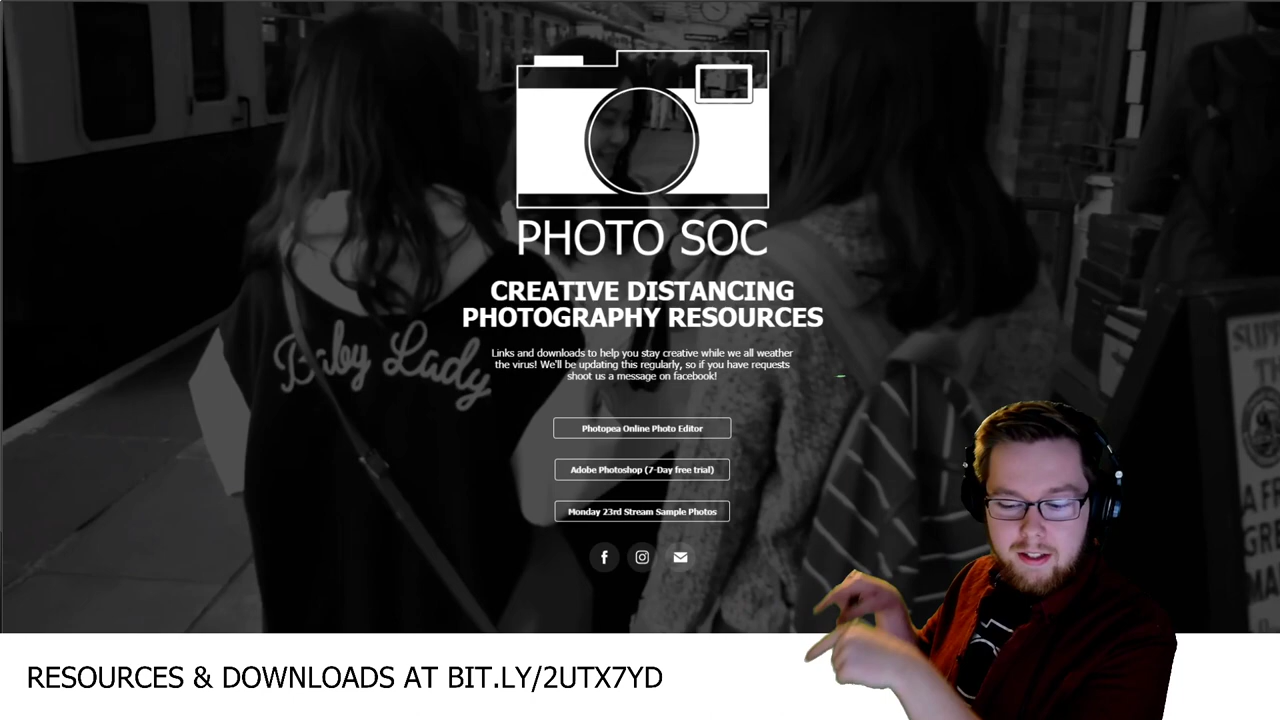 PHOTO SOC
CREATIVE DISTANCING
PHOTOGRAPHY RESOURCES
Links and downloads to help you stay creative while we all weather
the virus! We'll be updating this regularly, so if you have requests
shoot us a message on facebook!
Baby Lady
Photopea Online Photo Editor
Adobe Photoshop (7-Day free trial)
Monday 23rd Stream Sample Photos
RESOURCES & DOWNLOADS AT BIT.LY/2UTX7YD